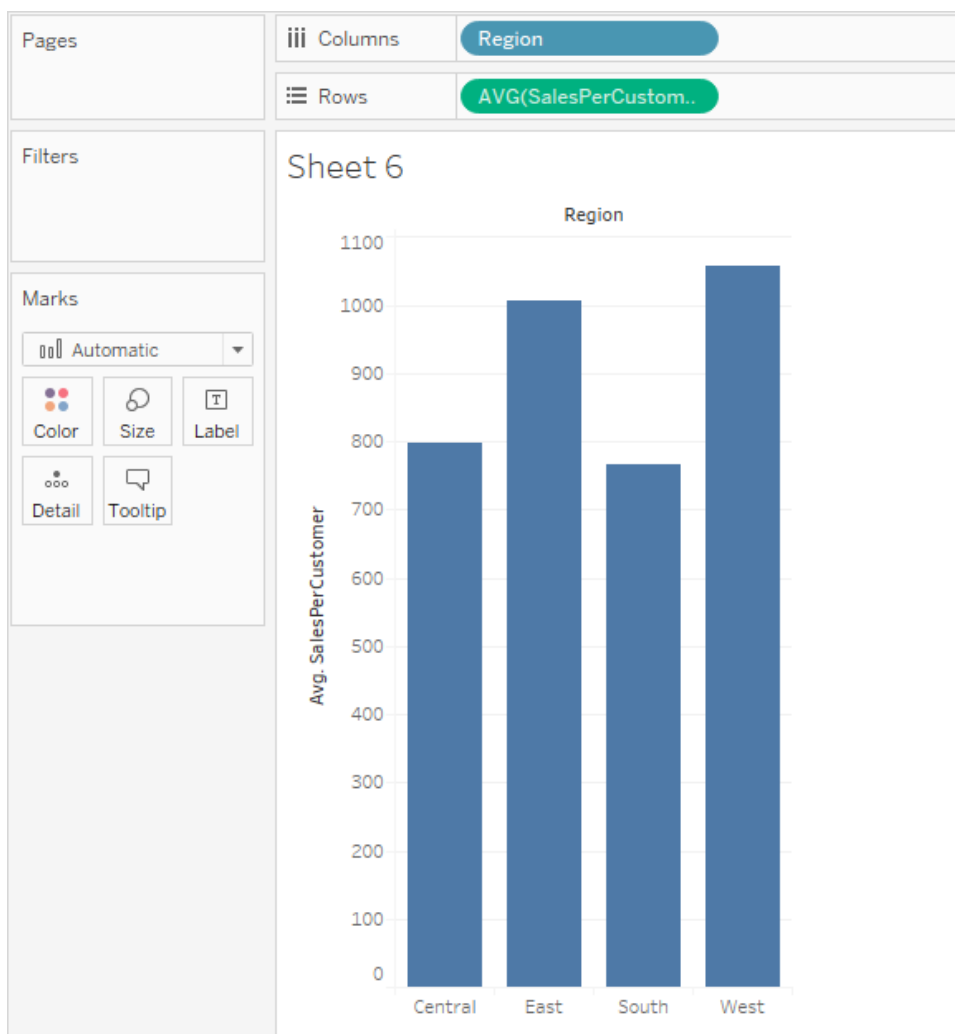 Pages
Columns
Region
Rows
AVG(SalesPerCustom..
Filters
Marks
Automatic
Color
Size
Label
Detail
Tooltip
Sheet 6
Region
Avg. SalesPerCustomer
1100
1000
900
800
700
600
500
400
300
200
100
0
Central
East
South
West